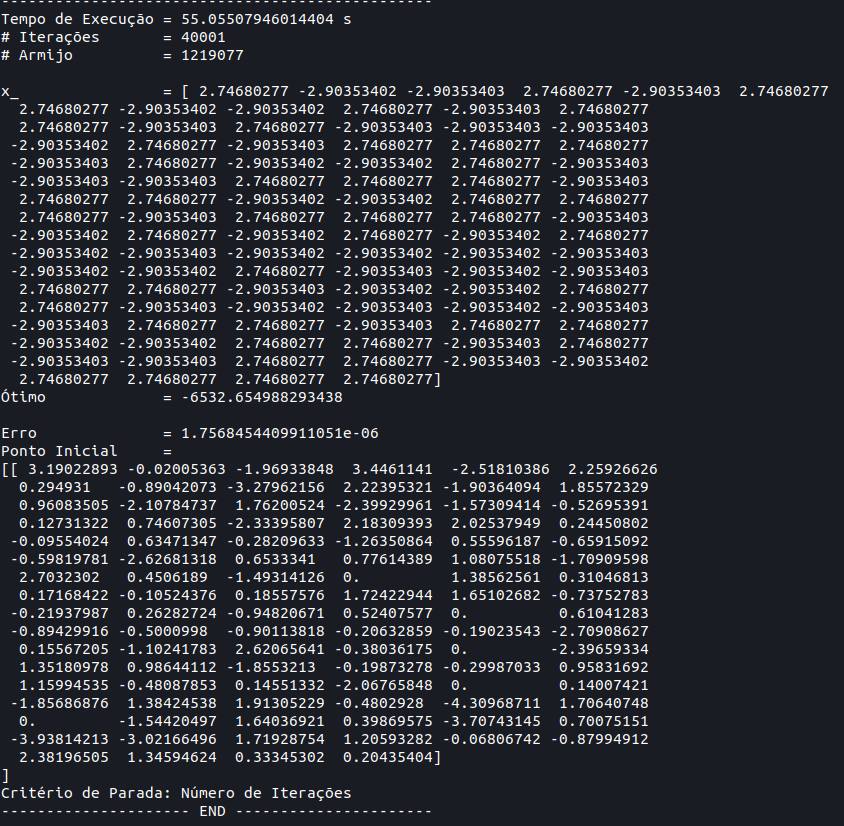 ------------------------------------------------
Tempo de Execução = 55.05507946014404 s
# Iterações       = 40001
# Armijo          = 1219077
x_                = [ 2.74680277 -2.90353402 -2.90353403  2.74680277 -2.90353403  2.74680277
  2.74680277 -2.90353402 -2.90353402  2.74680277 -2.90353403  2.74680277
  2.74680277 -2.90353403  2.74680277 -2.90353403 -2.90353403 -2.90353403
 -2.90353402  2.74680277 -2.90353403  2.74680277  2.74680277  2.74680277
 -2.90353403  2.74680277 -2.90353402 -2.90353402  2.74680277 -2.90353403
 -2.90353403 -2.90353403  2.74680277  2.74680277  2.74680277 -2.90353403
  2.74680277  2.74680277 -2.90353402 -2.90353402  2.74680277  2.74680277
  2.74680277 -2.90353403  2.74680277  2.74680277  2.74680277 -2.90353403
 -2.90353402  2.74680277 -2.90353402  2.74680277 -2.90353402  2.74680277
 -2.90353402 -2.90353403 -2.90353402 -2.90353402 -2.90353402 -2.90353403
 -2.90353402 -2.90353402  2.74680277 -2.90353403 -2.90353402 -2.90353403
  2.74680277  2.74680277 -2.90353403 -2.90353402 -2.90353402  2.74680277
  2.74680277 -2.90353403 -2.90353402 -2.90353403 -2.90353402 -2.90353403
 -2.90353403  2.74680277  2.74680277 -2.90353403  2.74680277  2.74680277
 -2.90353402 -2.90353402  2.74680277  2.74680277 -2.90353403  2.74680277
 -2.90353403 -2.90353403  2.74680277  2.74680277 -2.90353403 -2.90353402
  2.74680277  2.74680277  2.74680277  2.74680277]
Ótimo             = -6532.654988293438
Erro              = 1.7568454409911051e-06
Ponto Inicial     =
[[ 3.19022893 -0.02005363 -1.96933848  3.4461141  -2.51810386  2.25926626
  0.294931   -0.89042073 -3.27962156  2.22395321 -1.90364094  1.85572329
  0.96083505 -2.10784737  1.76200524 -2.39929961 -1.57309414 -0.52695391
  0.12731322  0.74607305 -2.33395807  2.18309393  2.02537949  0.24450802
 -0.09554024  0.63471347 -0.28209633 -1.26350864  0.55596187 -0.65915092
 -0.59819781 -2.62681318  0.6533341   0.77614389  1.08075518 -1.70909598
  2.7032302   0.4506189  -1.49314126  0.          1.38562561  0.31046813
  0.17168422 -0.10524376  0.18557576  1.72422944  1.65102682 -0.73752783
 -0.21937987  0.26282724 -0.94820671  0.52407577  0.          0.61041283
 -0.89429916 -0.5000998  -0.90113818 -0.20632859 -0.19023543 -2.70908627
  0.15567205 -1.10241783  2.62065641 -0.38036175  0.         -2.39659334
  1.35180978  0.98644112 -1.8553213  -0.19873278 -0.29987033  0.95831692
  1.15994535 -0.48087853  0.14551332 -2.06765848  0.          0.14007421
 -1.85686876  1.38424538  1.91305229 -0.4802928  -4.30968711  1.70640748
  0.         -1.54420497  1.64036921  0.39869575 -3.70743145  0.70075151
 -3.93814213 -3.02166496  1.71928754  1.20593282 -0.06806742 -0.87994912
  2.38196505  1.34594624  0.33345302  0.20435404]
]
Critério de Parada: Número de Iterações
--------------------- END ----------------------